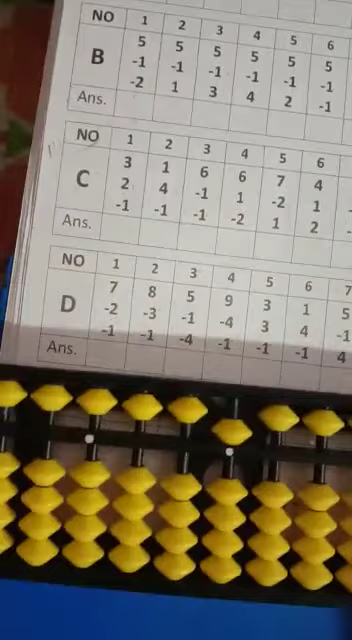 NO 1 2 3 4 5 6
B 5 5 5 5 5 5
-1 -1 -1 -1 -1 -1
-2 1 3 4 2 -1
Ans.
NO 1 2 3 4 5 6
C 3 1 6 6 7 4
2 4 -1 1 -2 1
-1 -1 -1 -2 1 2
Ans.
NO 1 2 3 4 5 6 7
D 7 8 5 9 3 1 5
-2 -3 -1 -4 3 4 -1
-1 -1 -4 -1 -1 -1 4
Ans.